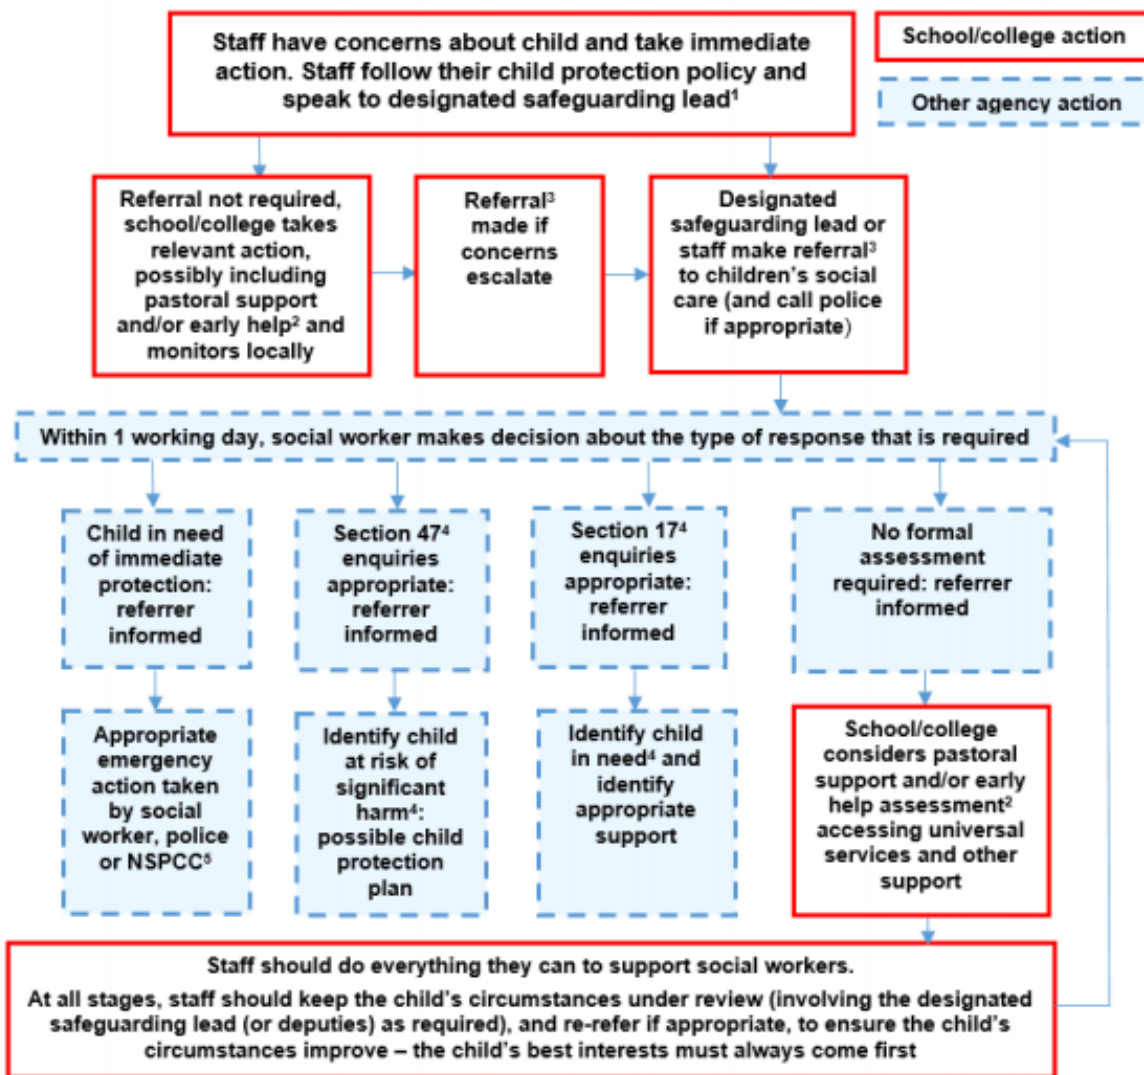 Staff have concerns about child and take immediate
action. Staff follow their child protection policy and
speak to designated safeguarding lead¹
School/college action
Other agency action
Referral not required,
school/college takes
relevant action,
possibly including
pastoral support
and/or early help² and
monitors locally
Referral³
made if
concerns
escalate
Designated
safeguarding lead or
staff make referral³
to children's social
care (and call police
if appropriate)
Within 1 working day, social worker makes decision about the type of response that is required
Child in need
of immediate
protection:
referrer
informed
Section 47⁴
enquiries
appropriate:
referrer
informed
Section 17⁴
enquiries
appropriate:
referrer
informed
No formal
assessment
required: referrer
informed
Appropriate
emergency
action taken
by social
worker, police
or NSPCC⁵
Identify child
at risk of
significant
harm⁴:
possible child
protection
plan
Identify child
in need⁴ and
identify
appropriate
support
School/college
considers pastoral
support and/or early
help assessment²
accessing universal
services and other
support
Staff should do everything they can to support social workers.
At all stages, staff should keep the child's circumstances under review (involving the designated
safeguarding lead (or deputies) as required), and re-refer if appropriate, to ensure the child's
circumstances improve – the child's best interests must always come first